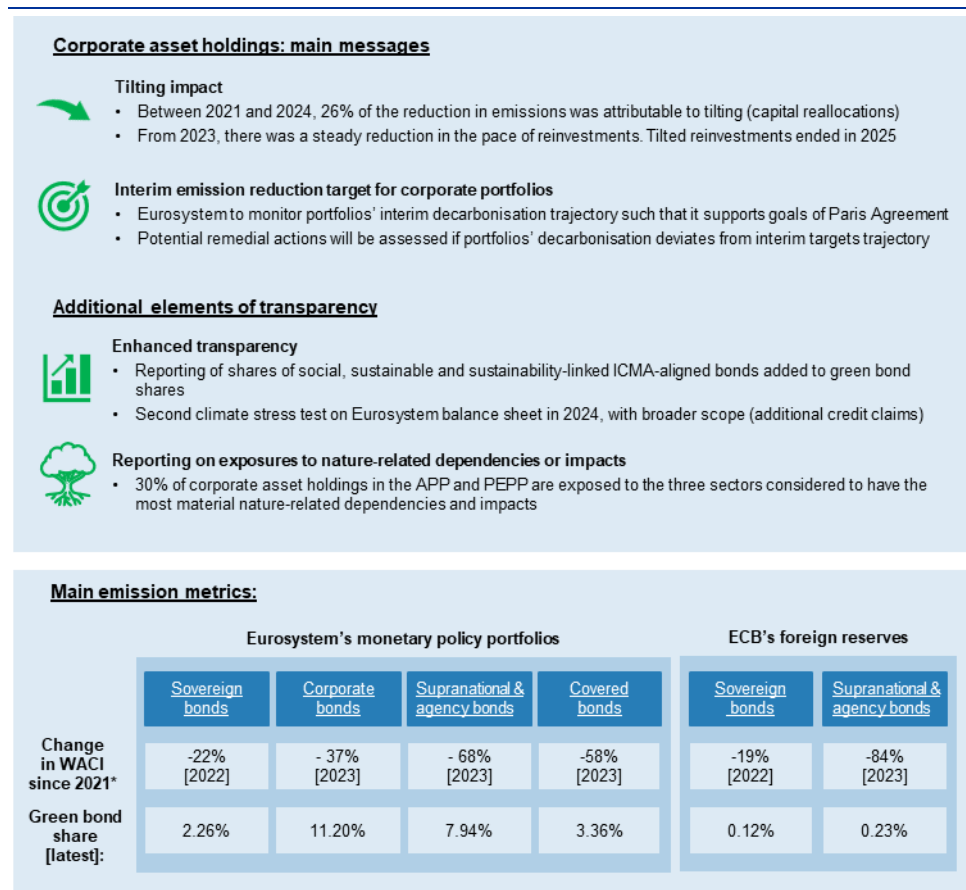 Corporate asset holdings: main messages
Tilting impact
• Between 2021 and 2024, 26% of the reduction in emissions was attributable to tilting (capital reallocations)
• From 2023, there was a steady reduction in the pace of reinvestments. Tilted reinvestments ended in 2025
Interim emission reduction target for corporate portfolios
• Eurosystem to monitor portfolios' interim decarbonisation trajectory such that it supports goals of Paris Agreement
• Potential remedial actions will be assessed if portfolios' decarbonisation deviates from interim targets trajectory
Additional elements of transparency
Enhanced transparency
• Reporting of shares of social, sustainable and sustainability-linked ICMA-aligned bonds added to green bond
shares
• Second climate stress test on Eurosystem balance sheet in 2024, with broader scope (additional credit claims)
Reporting on exposures to nature-related dependencies or impacts
• 30% of corporate asset holdings in the APP and PEPP are exposed to the three sectors considered to have the
most material nature-related dependencies and impacts
Main emission metrics:
Eurosystem's monetary policy portfolios
ECB's foreign reserves
Sovereign
bonds
Corporate
bonds
Supranational &
agency bonds
Covered
bonds
Sovereign
bonds
Supranational &
agency bonds
Change
in WACI
since 2021*
-22%
[2022]
- 37%
[2023]
- 68%
[2023]
-58%
[2023]
-19%
[2022]
-84%
[2023]
Green bond
share
[latest]:
2.26%
11.20%
7.94%
3.36%
0.12%
0.23%